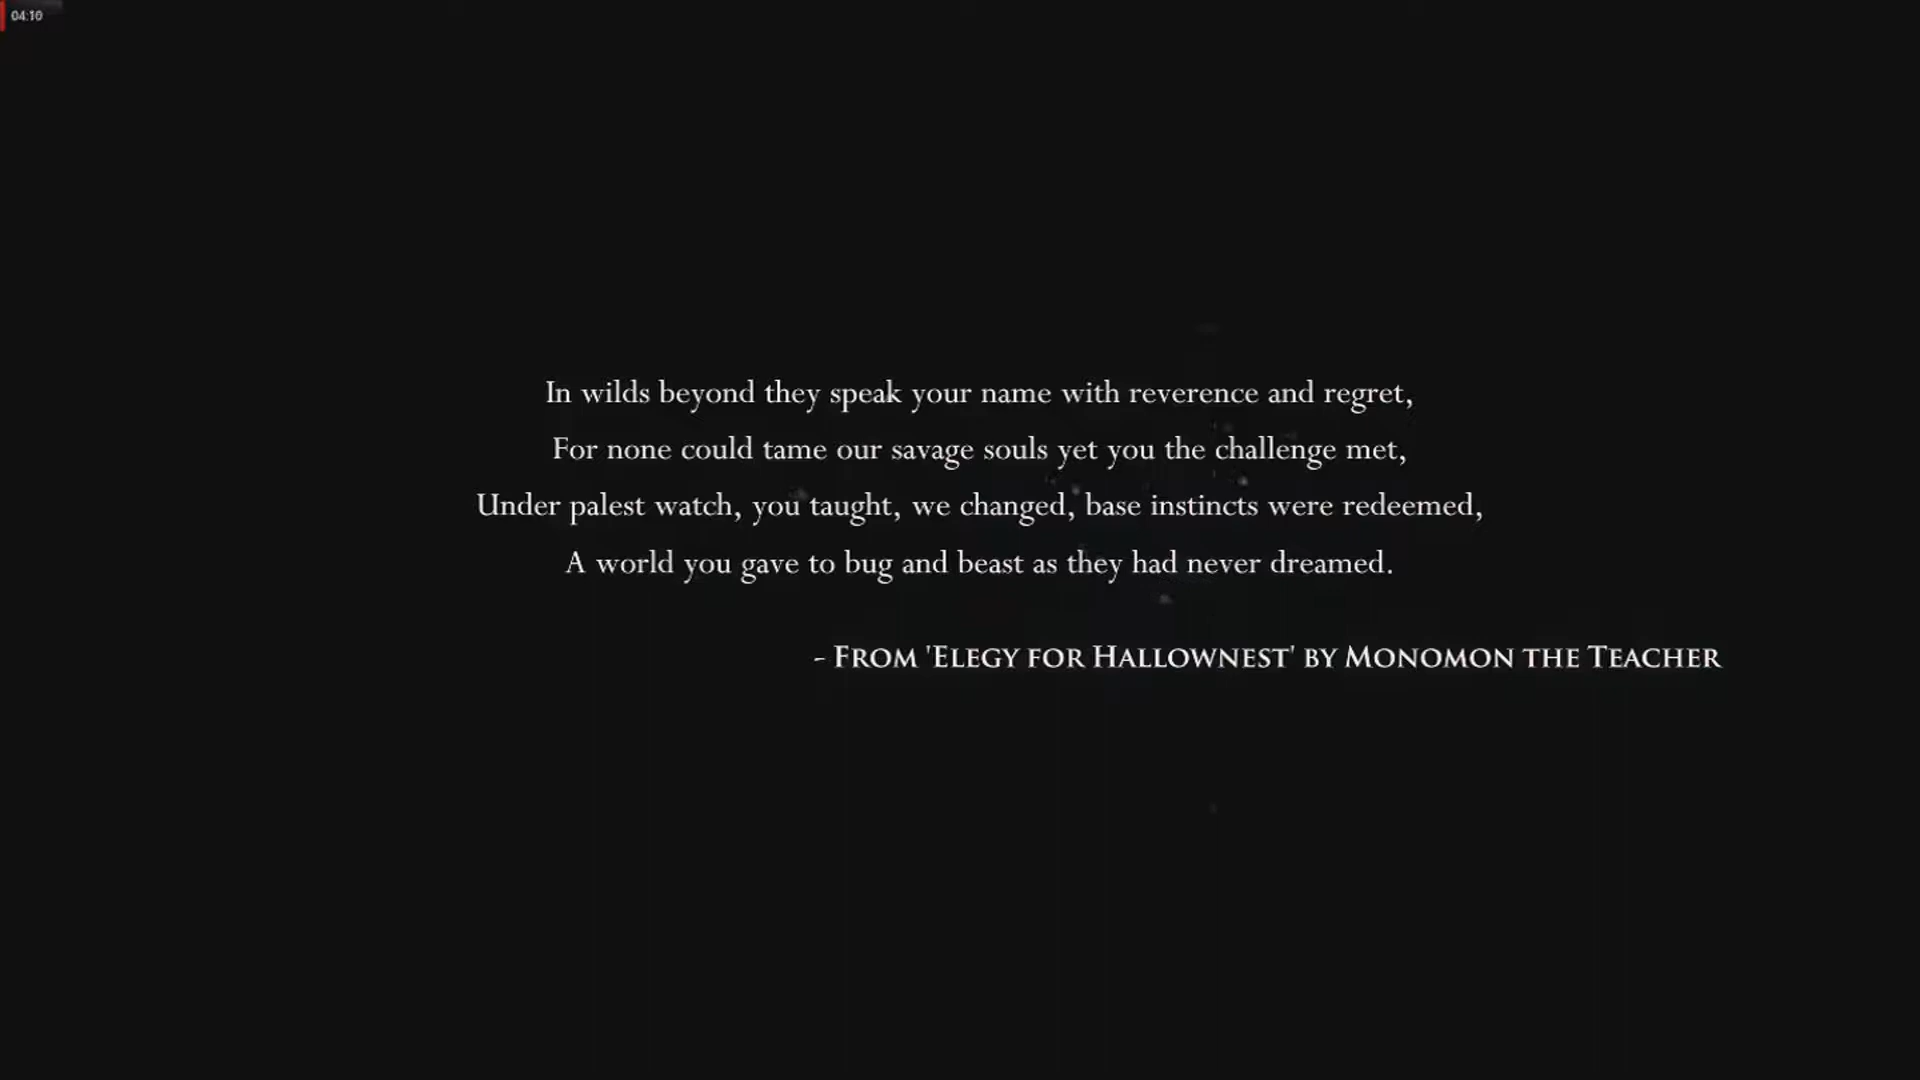 04:10
In wilds beyond they speak your name with reverence and regret,
For none could tame our savage souls yet you the challenge met,
Under palest watch, you taught, we changed, base instincts were redeemed,
A world you gave to bug and beast as they had never dreamed.
- From 'Elegy for Hallownest' by Monomon the Teacher